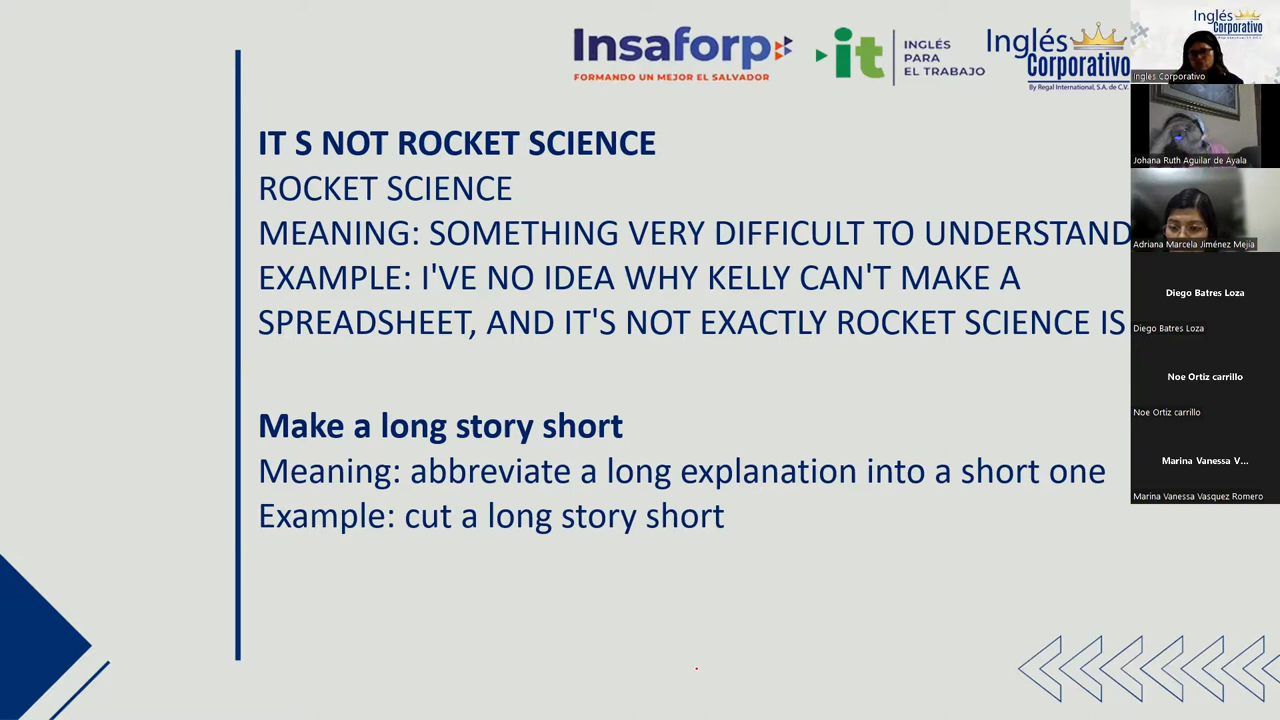 Insaforp
FORMANDO UN MEJOR EL SALVADOR
it
INGLÉS
PARA
EL TRABAJO
Inglés
Corporativo
By Regal International, S.A. de C.V.
IT S NOT ROCKET SCIENCE
ROCKET SCIENCE
MEANING: SOMETHING VERY DIFFICULT TO UNDERSTAND
EXAMPLE: I'VE NO IDEA WHY KELLY CAN'T MAKE A
SPREADSHEET, AND IT'S NOT EXACTLY ROCKET SCIENCE IS
Make a long story short
Meaning: abbreviate a long explanation into a short one
Example: cut a long story short
Inglés
Corporativo
Ingles Corporativo
Johana Ruth Aguilar de Ayala
Adriana Marcela Jiménez Mejía
Diego Batres Loza
Diego Batres Loza
Noe Ortiz carrillo
Noe Ortiz carrillo
Marina Vanessa V...
Marina Vanessa Vasquez Romero